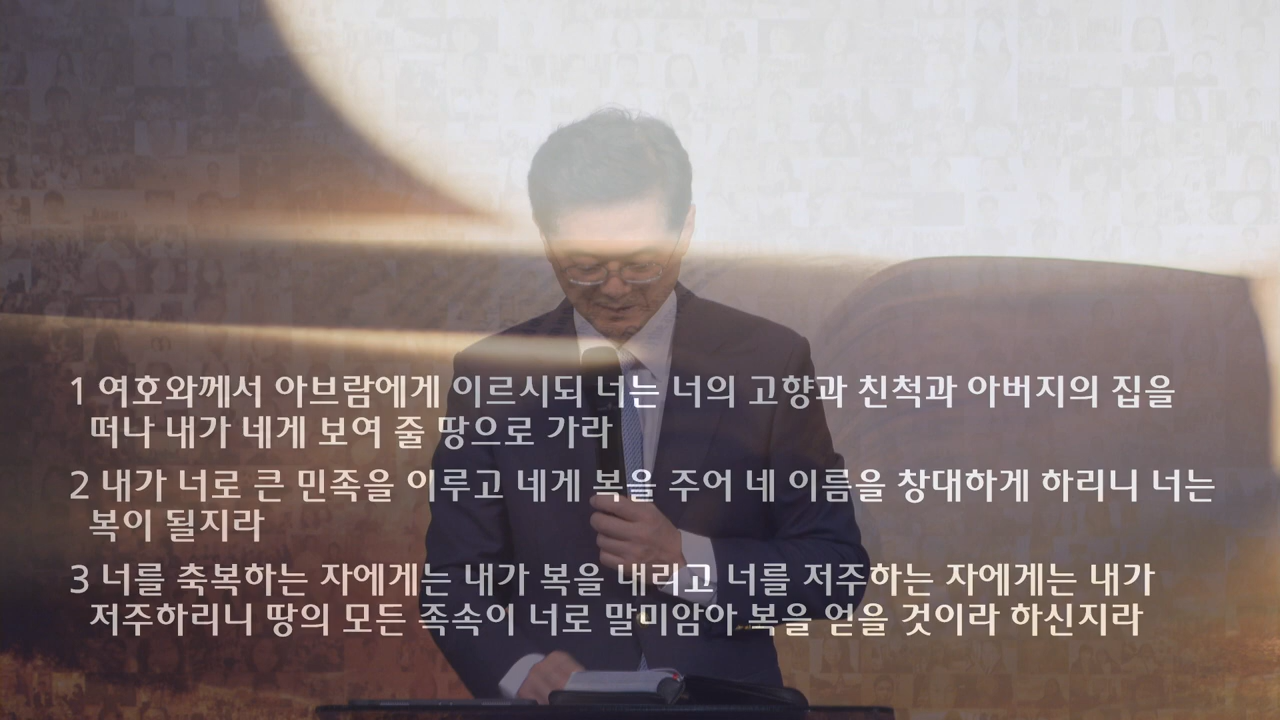 1 여호와께서 아브람에게 이르시되 너는 너의 고향과 친척과 아버지의 집을
떠나 내가 네게 보여 줄 땅으로 가라
2 내가 너로 큰 민족을 이루고 네게 복을 주어 네 이름을 창대하게 하리니 너는
복이 될지라
3 너를 축복하는 자에게는 내가 복을 내리고 너를 저주하는 자에게는 내가
저주하리니 땅의 모든 족속이 너로 말미암아 복을 얻을 것이라 하신지라